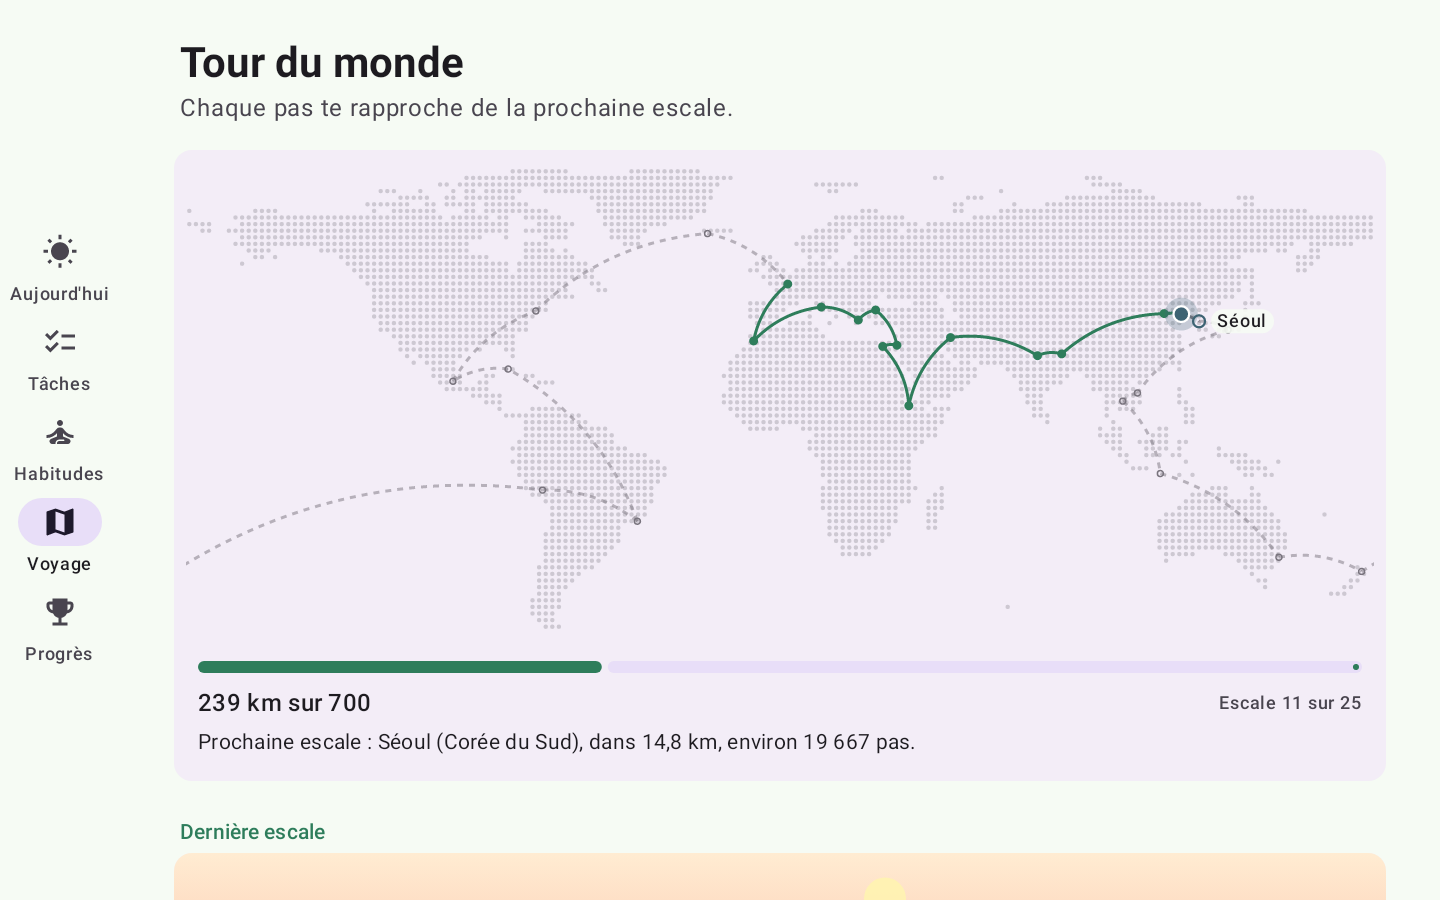 Tour du monde
Chaque pas te rapproche de la prochaine escale.
Aujourd'hui
Tâches
Habitudes
Voyage
Progrès
Séoul
239 km sur 700
Escale 11 sur 25
Prochaine escale : Séoul (Corée du Sud), dans 14,8 km, environ 19 667 pas.
Dernière escale